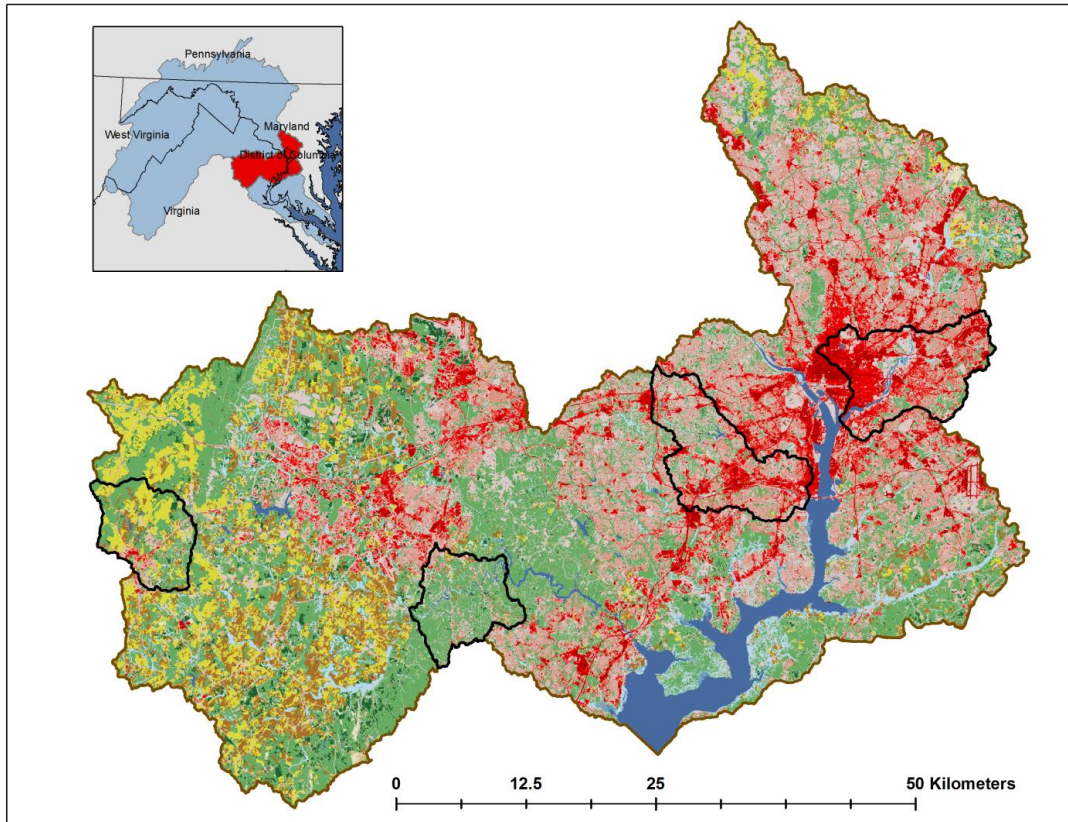 Pennsylvania
West Virginia
Maryland
District of Columbia
Virginia
0 12.5 25 50 Kilometers